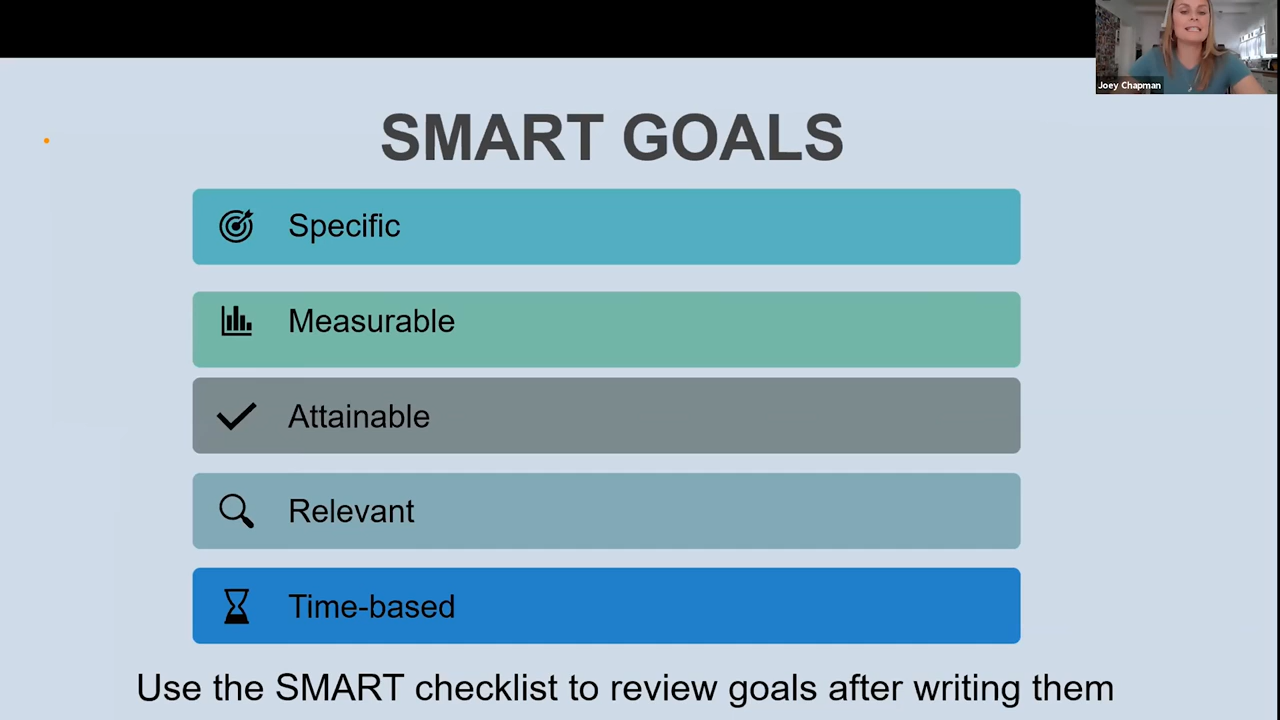 Joey Chapman
SMART GOALS
Specific
Measurable
Attainable
Relevant
Time-based
Use the SMART checklist to review goals after writing them